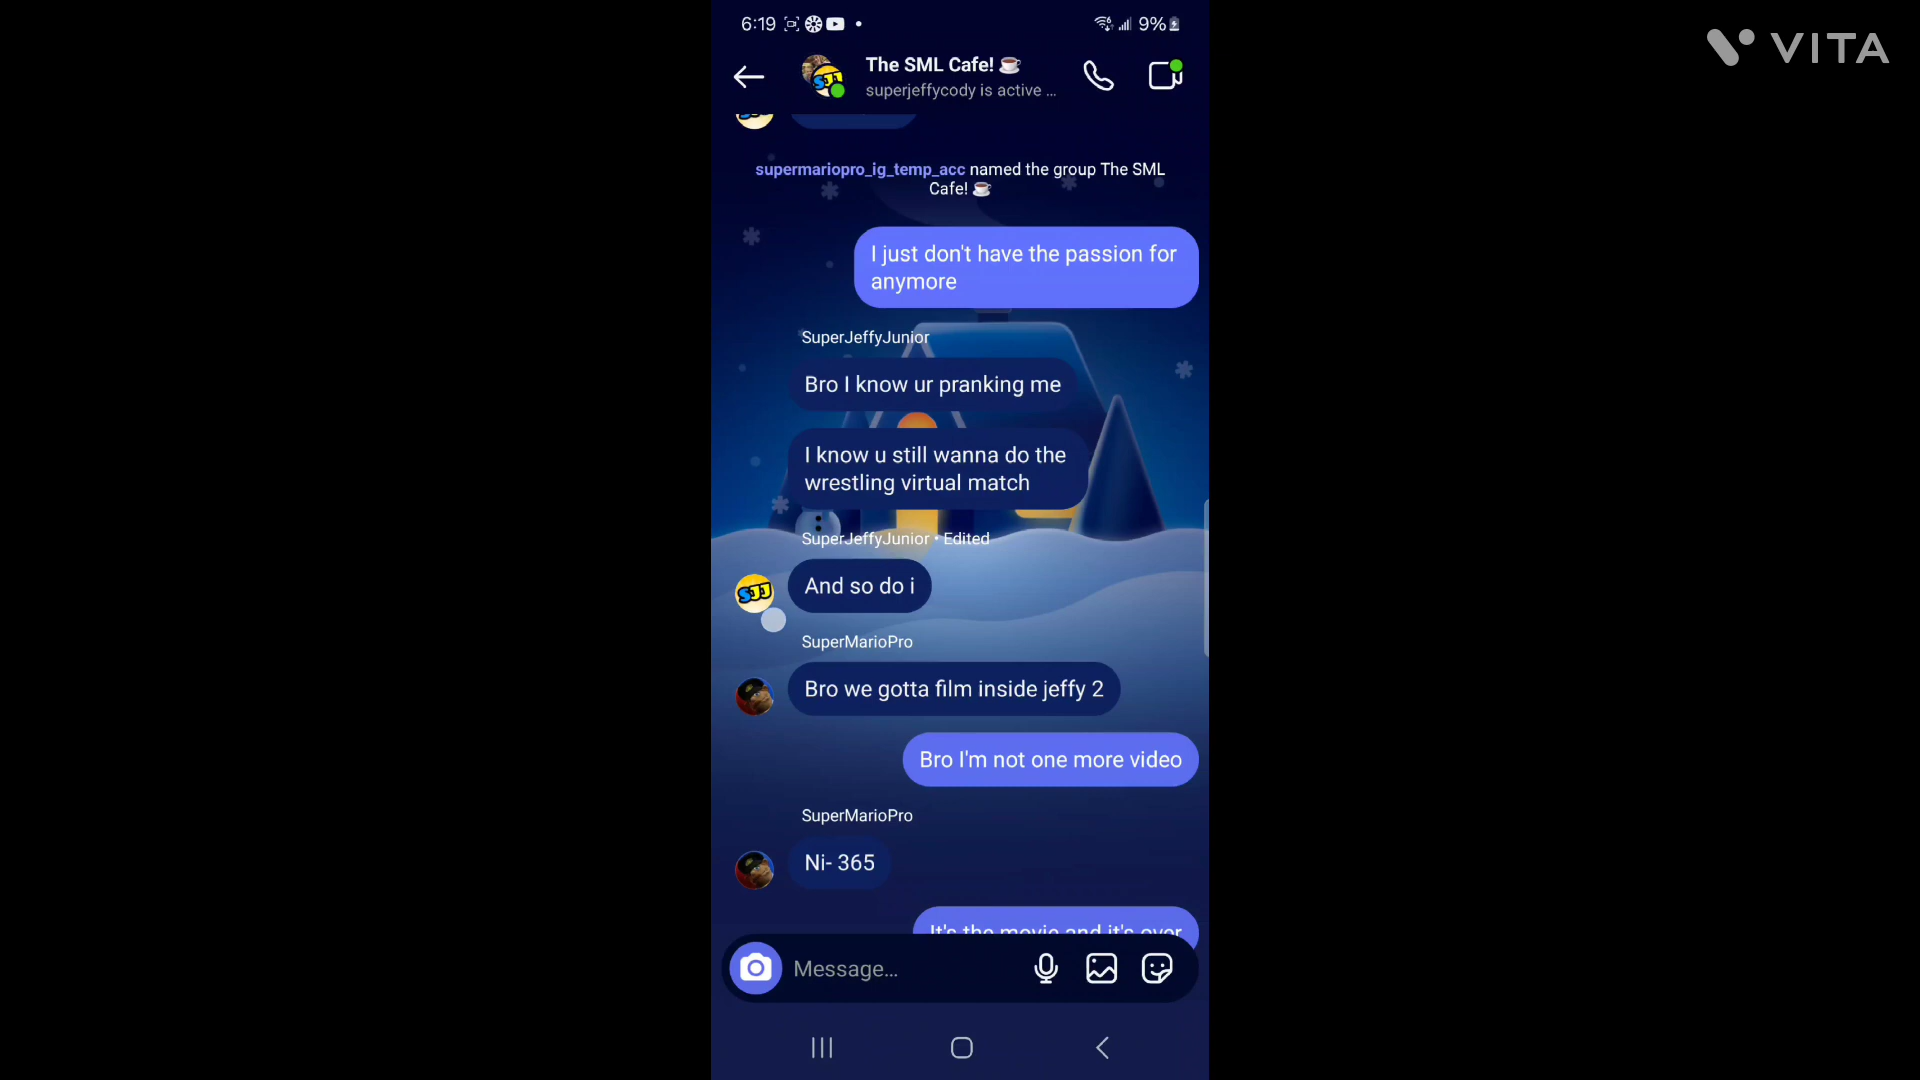 6:19
9%
VITA
The SML Cafe! ☕
superjeffycody is active ...
supermariopro_ig_temp_acc named the group The SML
Cafe! ☕
I just don't have the passion for
anymore
SuperJeffyJunior
Bro I know ur pranking me
I know u still wanna do the
wrestling virtual match
SuperJeffyJunior • Edited
And so do i
SJJ
SuperMarioPro
Bro we gotta film inside jeffy 2
Bro I'm not one more video
SuperMarioPro
Ni- 365
It's the movie and it's over
Message...